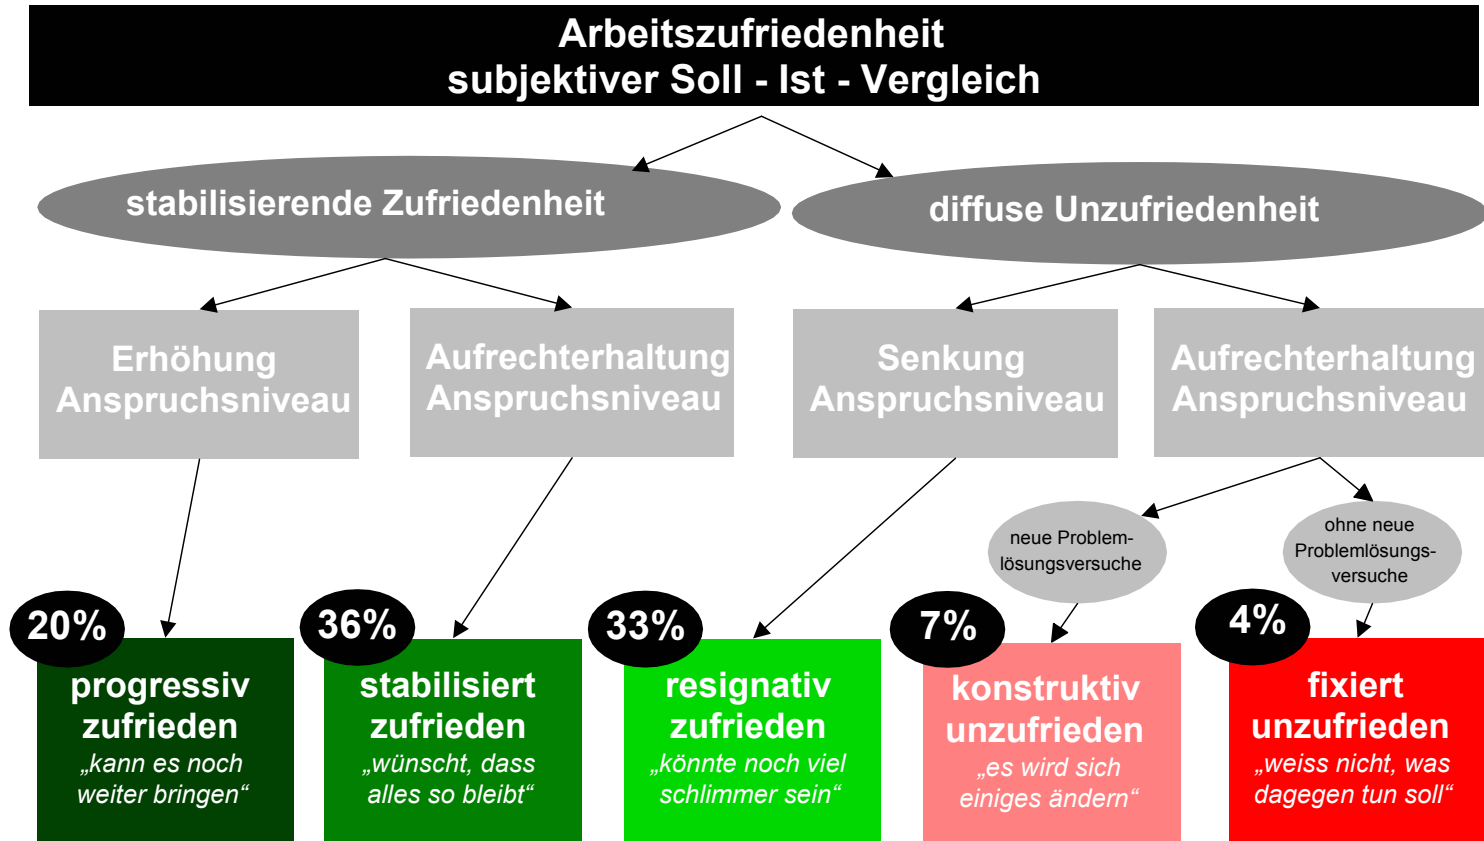 Arbeitszufriedenheit
subjektiver Soll - Ist - Vergleich
stabilisierende Zufriedenheit
diffuse Unzufriedenheit
Erhöhung
Anspruchsniveau
Aufrechterhaltung
Anspruchsniveau
Senkung
Anspruchsniveau
Aufrechterhaltung
Anspruchsniveau
neue Problem-
lösungsversuche
ohne neue
Problemlösungs-
versuche
20%
progressiv
zufrieden
„kann es noch
weiter bringen“
36%
stabilisiert
zufrieden
„wünscht, dass
alles so bleibt“
33%
resignativ
zufrieden
„könnte noch viel
schlimmer sein“
7%
konstruktiv
unzufrieden
„es wird sich
einiges ändern“
4%
fixiert
unzufrieden
„weiss nicht, was
dagegen tun soll“